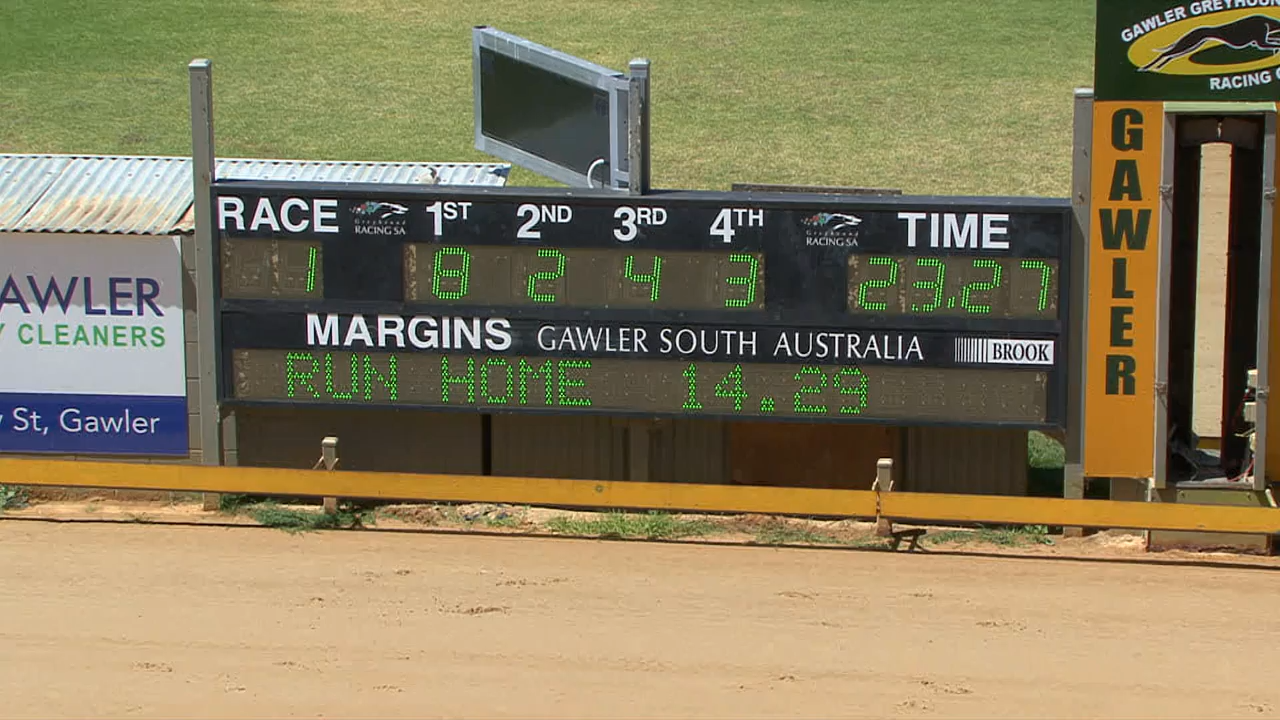 GAWLER GREYHOUN
RACING
GAWLER
RACE
Greyhound
RACING SA
1ST 2ND 3RD 4TH
Greyhound
RACING SA
TIME
1 8 2 4 3 23.27
MARGINS GAWLER SOUTH AUSTRALIA BROOK
RUN HOME 14.29
AWLER
Y CLEANERS
St, Gawler